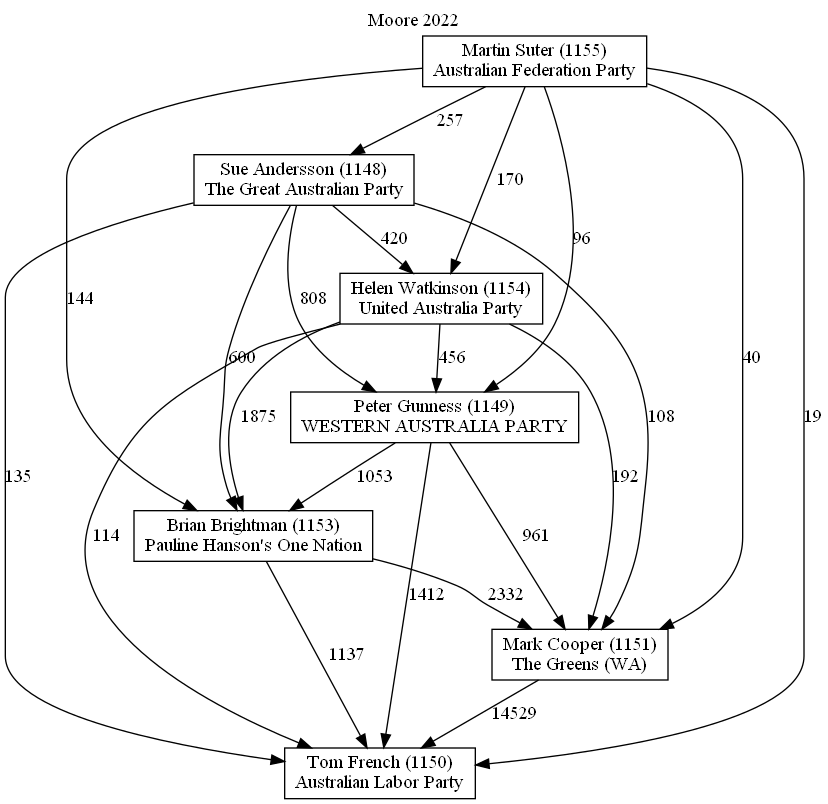 Moore 2022
Martin Suter (1155)
Australian Federation Party
257
Sue Andersson (1148)
The Great Australian Party
170
96
420
Helen Watkinson (1154)
United Australia Party
144
808
600
456
40
Peter Gunness (1149)
WESTERN AUSTRALIA PARTY
1875
108
19
135
1053
192
Brian Brightman (1153)
Pauline Hanson's One Nation
114
961
1412
2332
Mark Cooper (1151)
The Greens (WA)
1137
14529
Tom French (1150)
Australian Labor Party